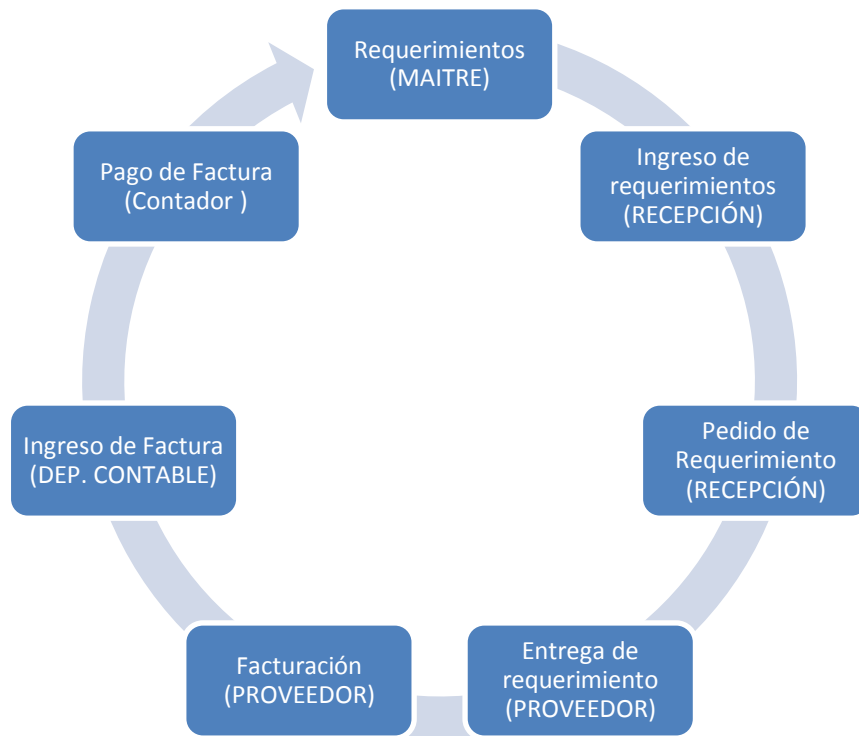 Requerimientos
(MAITRE)
Ingreso de
requerimientos
(RECEPCIÓN)
Pedido de
Requerimiento
(RECEPCIÓN)
Entrega de
requerimiento
(PROVEEDOR)
Facturación
(PROVEEDOR)
Ingreso de Factura
(DEP. CONTABLE)
Pago de Factura
(Contador )